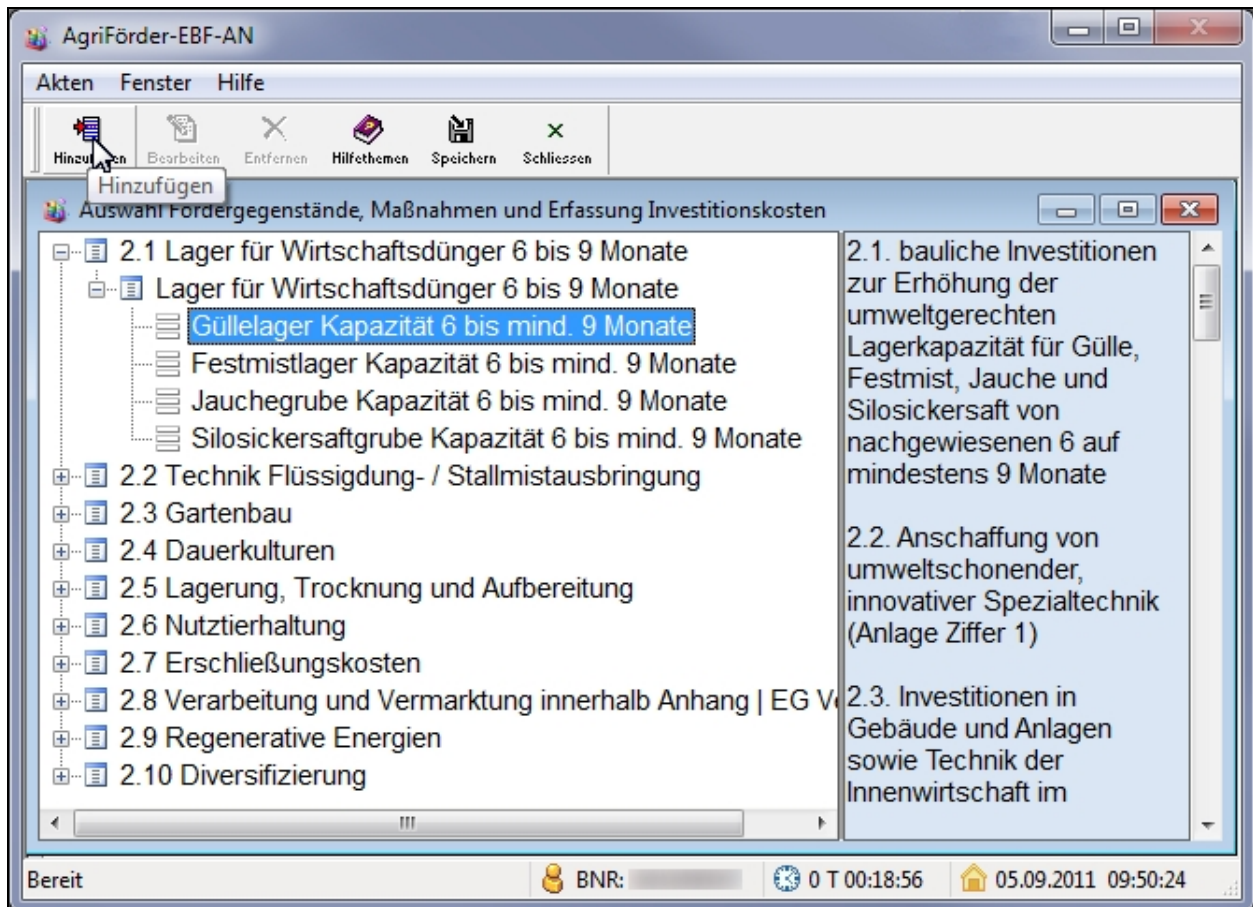 AgriFörder-EBF-AN
Akten Fenster Hilfe
Bearbeiten Entfernen Hilfethemen Speichern Schliessen
Hinzufügen
Auswahl Fördergegenstände, Maßnahmen und Erfassung Investitionskosten
2.1 Lager für Wirtschaftsdünger 6 bis 9 Monate
Lager für Wirtschaftsdünger 6 bis 9 Monate
Güllelager Kapazität 6 bis mind. 9 Monate
Festmistlager Kapazität 6 bis mind. 9 Monate
Jauchegrube Kapazität 6 bis mind. 9 Monate
Silosickersaftgrube Kapazität 6 bis mind. 9 Monate
2.2 Technik Flüssigdung- / Stallmistausbringung
2.3 Gartenbau
2.4 Dauerkulturen
2.5 Lagerung, Trocknung und Aufbereitung
2.6 Nutztierhaltung
2.7 Erschließungskosten
2.8 Verarbeitung und Vermarktung innerhalb Anhang | EG
2.9 Regenerative Energien
2.10 Diversifizierung
2.1. bauliche Investitionen
zur Erhöhung der
umweltgerechten
Lagerkapazität für Gülle,
Festmist, Jauche und
Silosickersaft von
nachgewiesenen 6 auf
mindestens 9 Monate
2.2. Anschaffung von
umweltschonender,
innovativer Spezialtechnik
(Anlage Ziffer 1)
2.3. Investitionen in
Gebäude und Anlagen
sowie Technik der
Innenwirtschaft im
Bereit BNR: 0 T 00:18:56 05.09.2011 09:50:24